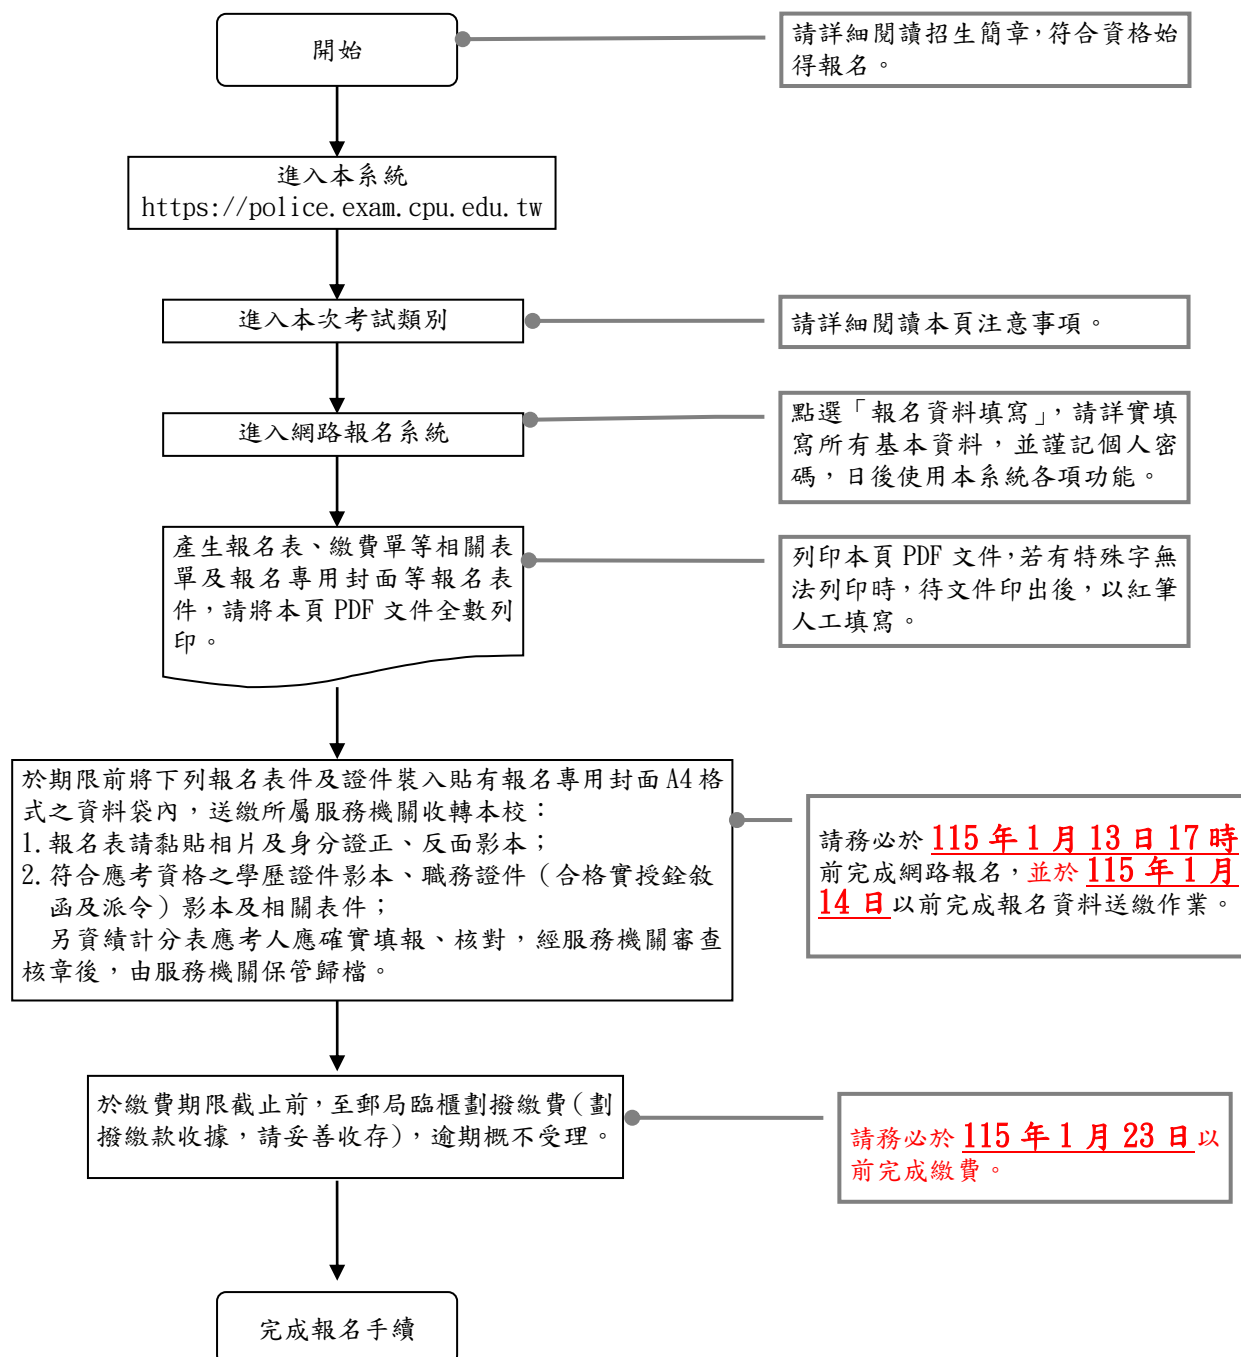 開始
請詳細閱讀招生簡章，符合資格始
得報名。
進入本系統
https://police.exam.cpu.edu.tw
進入本次考試類別
請詳細閱讀本頁注意事項。
進入網路報名系統
點選「報名資料填寫」，請詳實填
寫所有基本資料，並謹記個人密
碼，日後使用本系統各項功能。
產生報名表、繳費單等相關表
單及報名專用封面等報名表
件，請將本頁 PDF 文件全數列
印。
列印本頁 PDF 文件，若有特殊字無
法列印時，待文件印出後，以紅筆
人工填寫。
於期限前將下列報名表件及證件裝入貼有報名專用封面 A4 格
式之資料袋內，送繳所屬服務機關收轉本校：
1.報名表請黏貼相片及身分證正、反面影本；
2.符合應考資格之學歷證件影本、職務證件（合格實授銓敘
函及派令）影本及相關表件；
另資績計分表應考人應確實填報、核對，經服務機關審查
核章後，由服務機關保管歸檔。
請務必於 115 年 1 月 13 日 17 時
前完成網路報名，並於 115 年 1 月
14 日以前完成報名資料送繳作業。
於繳費期限截止前，至郵局臨櫃劃撥繳費（劃
撥繳款收據，請妥善收存），逾期概不受理。
請務必於 115 年 1 月 23 日以
前完成繳費。
完成報名手續